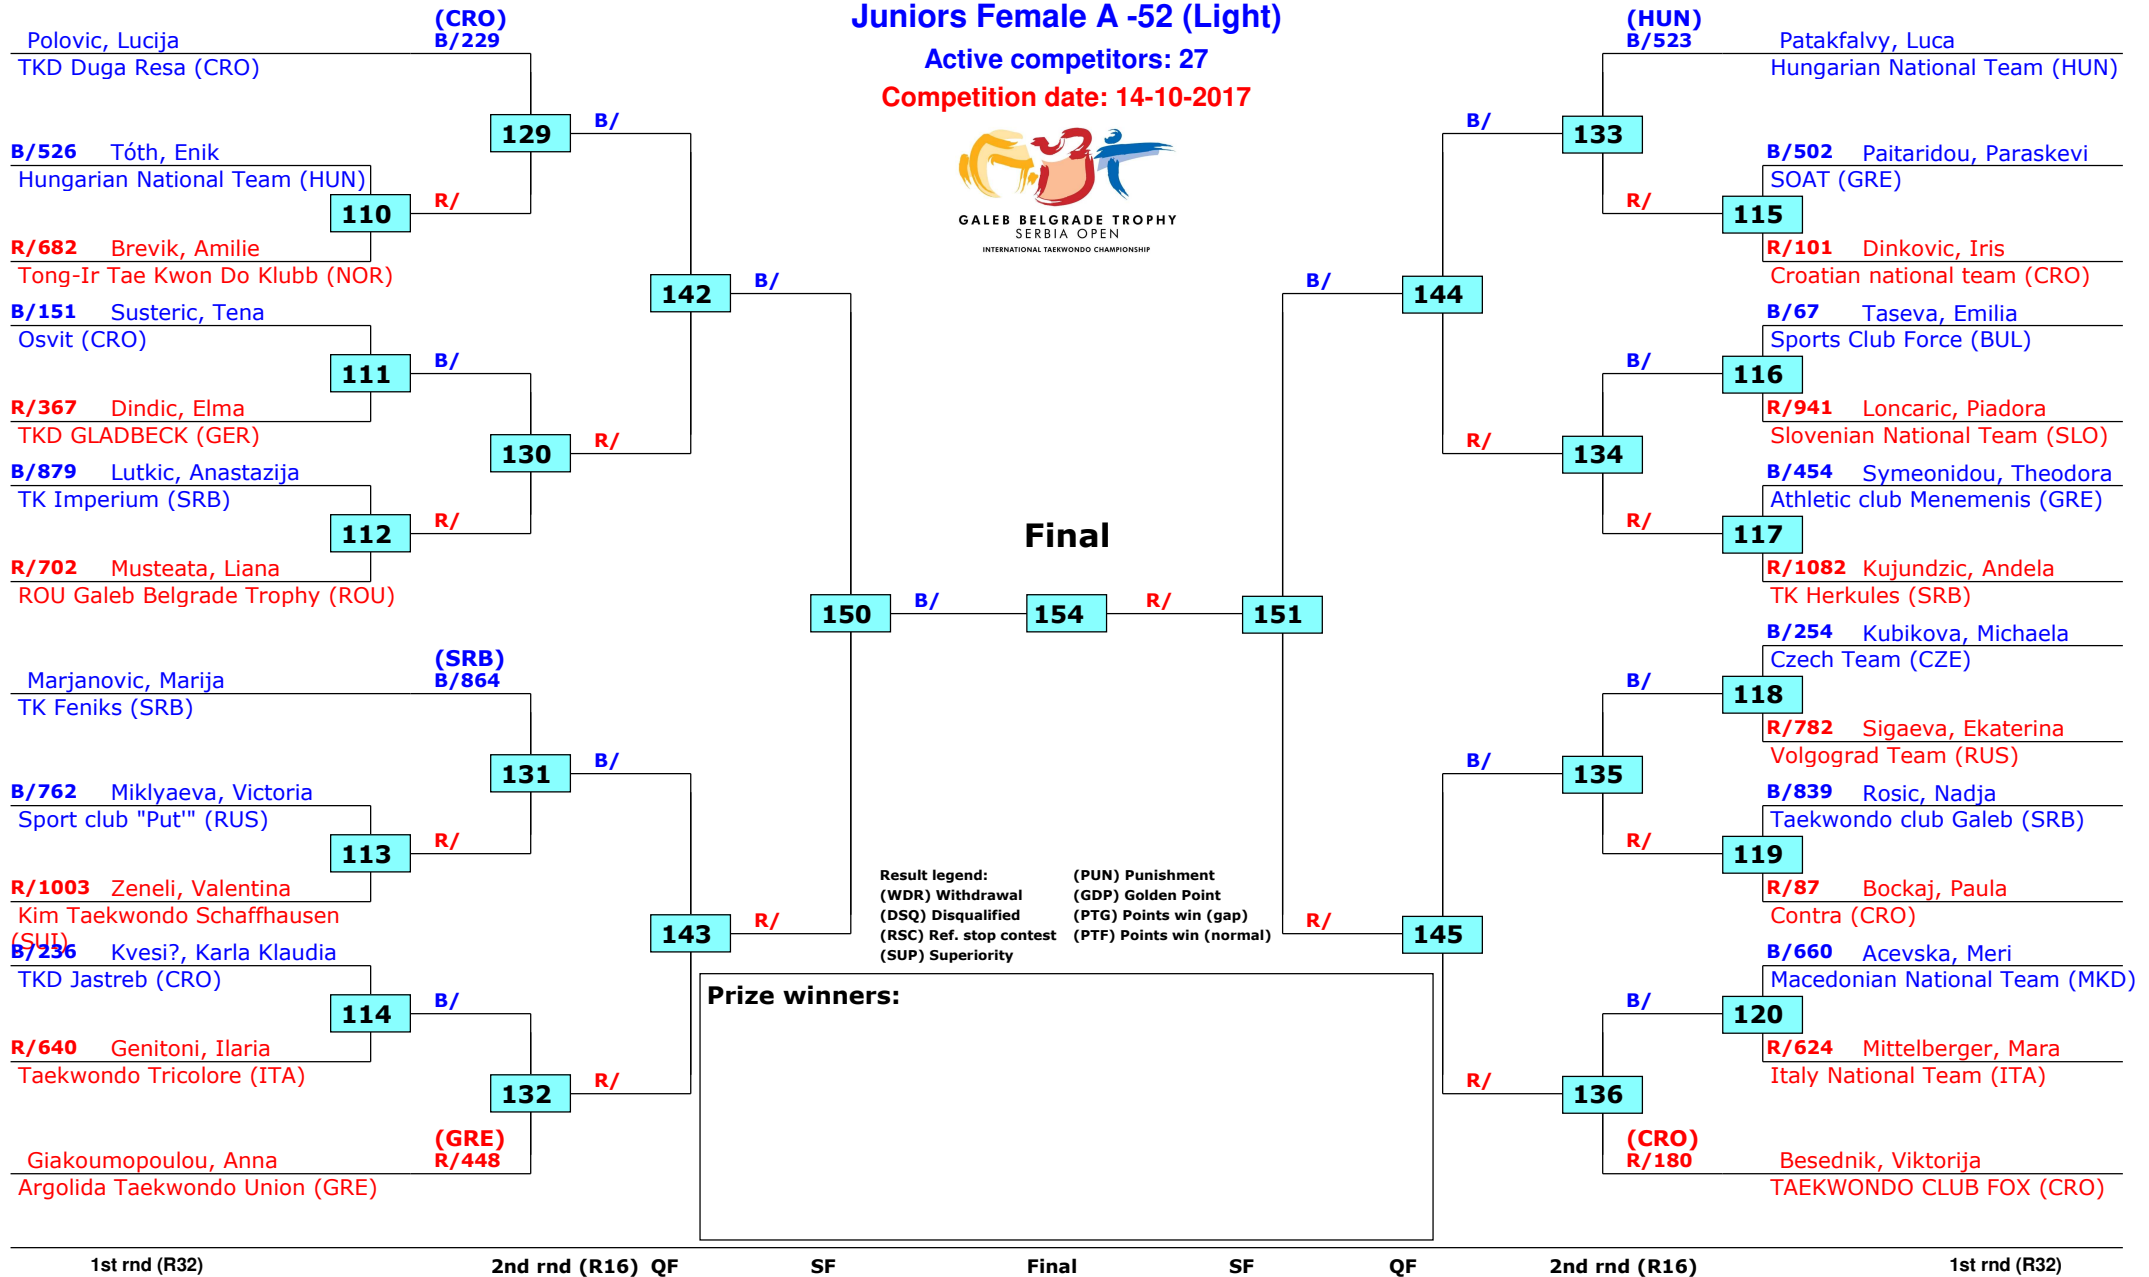 Juniors Female A -52 (Light)
Active competitors: 27
Competition date: 14-10-2017
GALEB BELGRADE TROPHY
SERBIA OPEN
INTERNATIONAL TAEKWONDO CHAMPIONSHIP
(CRO)
Polovic, Lucija B/229
TKD Duga Resa (CRO)
129 B/
B/526 Tóth, Enik
Hungarian National Team (HUN)
110 R/
R/682 Brevik, Amilie
Tong-Ir Tae Kwon Do Klubb (NOR)
142 B/
B/151 Susteric, Tena
Osvit (CRO)
111 B/
R/367 Dindic, Elma
TKD GLADBECK (GER)
130 R/
B/879 Lutkic, Anastazija
TK Imperium (SRB)
112 R/
R/702 Musteata, Liana
ROU Galeb Belgrade Trophy (ROU)
150 B/
(SRB)
Marjanovic, Marija B/864
TK Feniks (SRB)
131 B/
B/762 Miklyaeva, Victoria
Sport club "Put'" (RUS)
113 R/
R/1003 Zeneli, Valentina
Kim Taekwondo Schaffhausen
(SUI)
143 R/
B/236 Kvesi?, Karla Klaudia
TKD Jastreb (CRO)
114 B/
R/640 Genitoni, Ilaria
Taekwondo Tricolore (ITA)
132 R/
(GRE)
Giakoumopoulou, Anna R/448
Argolida Taekwondo Union (GRE)
Final
154
(HUN)
B/523 Patakfalvy, Luca
Hungarian National Team (HUN)
B/ 133
B/502 Paitaridou, Paraskevi
SOAT (GRE)
R/ 115
R/101 Dinkovic, Iris
Croatian national team (CRO)
B/ 144
B/67 Taseva, Emilia
Sports Club Force (BUL)
B/ 116
R/941 Loncaric, Piadora
Slovenian National Team (SLO)
R/ 134
B/454 Symeonidou, Theodora
Athletic club Menemenis (GRE)
R/ 117
R/1082 Kujundzic, Andela
TK Herkules (SRB)
R/ 151
B/254 Kubikova, Michaela
Czech Team (CZE)
B/ 118
R/782 Sigaeva, Ekaterina
Volgograd Team (RUS)
B/ 135
B/839 Rosic, Nadja
Taekwondo club Galeb (SRB)
R/ 119
R/87 Bockaj, Paula
Contra (CRO)
R/ 145
B/660 Acevska, Meri
Macedonian National Team (MKD)
B/ 120
R/624 Mittelberger, Mara
Italy National Team (ITA)
R/ 136
(CRO)
R/180 Besednik, Viktorija
TAEKWONDO CLUB FOX (CRO)
Result legend: (PUN) Punishment
(WDR) Withdrawal (GDP) Golden Point
(DSQ) Disqualified (PTG) Points win (gap)
(RSC) Ref. stop contest (PTF) Points win (normal)
(SUP) Superiority
Prize winners:
1st rnd (R32) 2nd rnd (R16) QF SF Final SF QF 2nd rnd (R16) 1st rnd (R32)